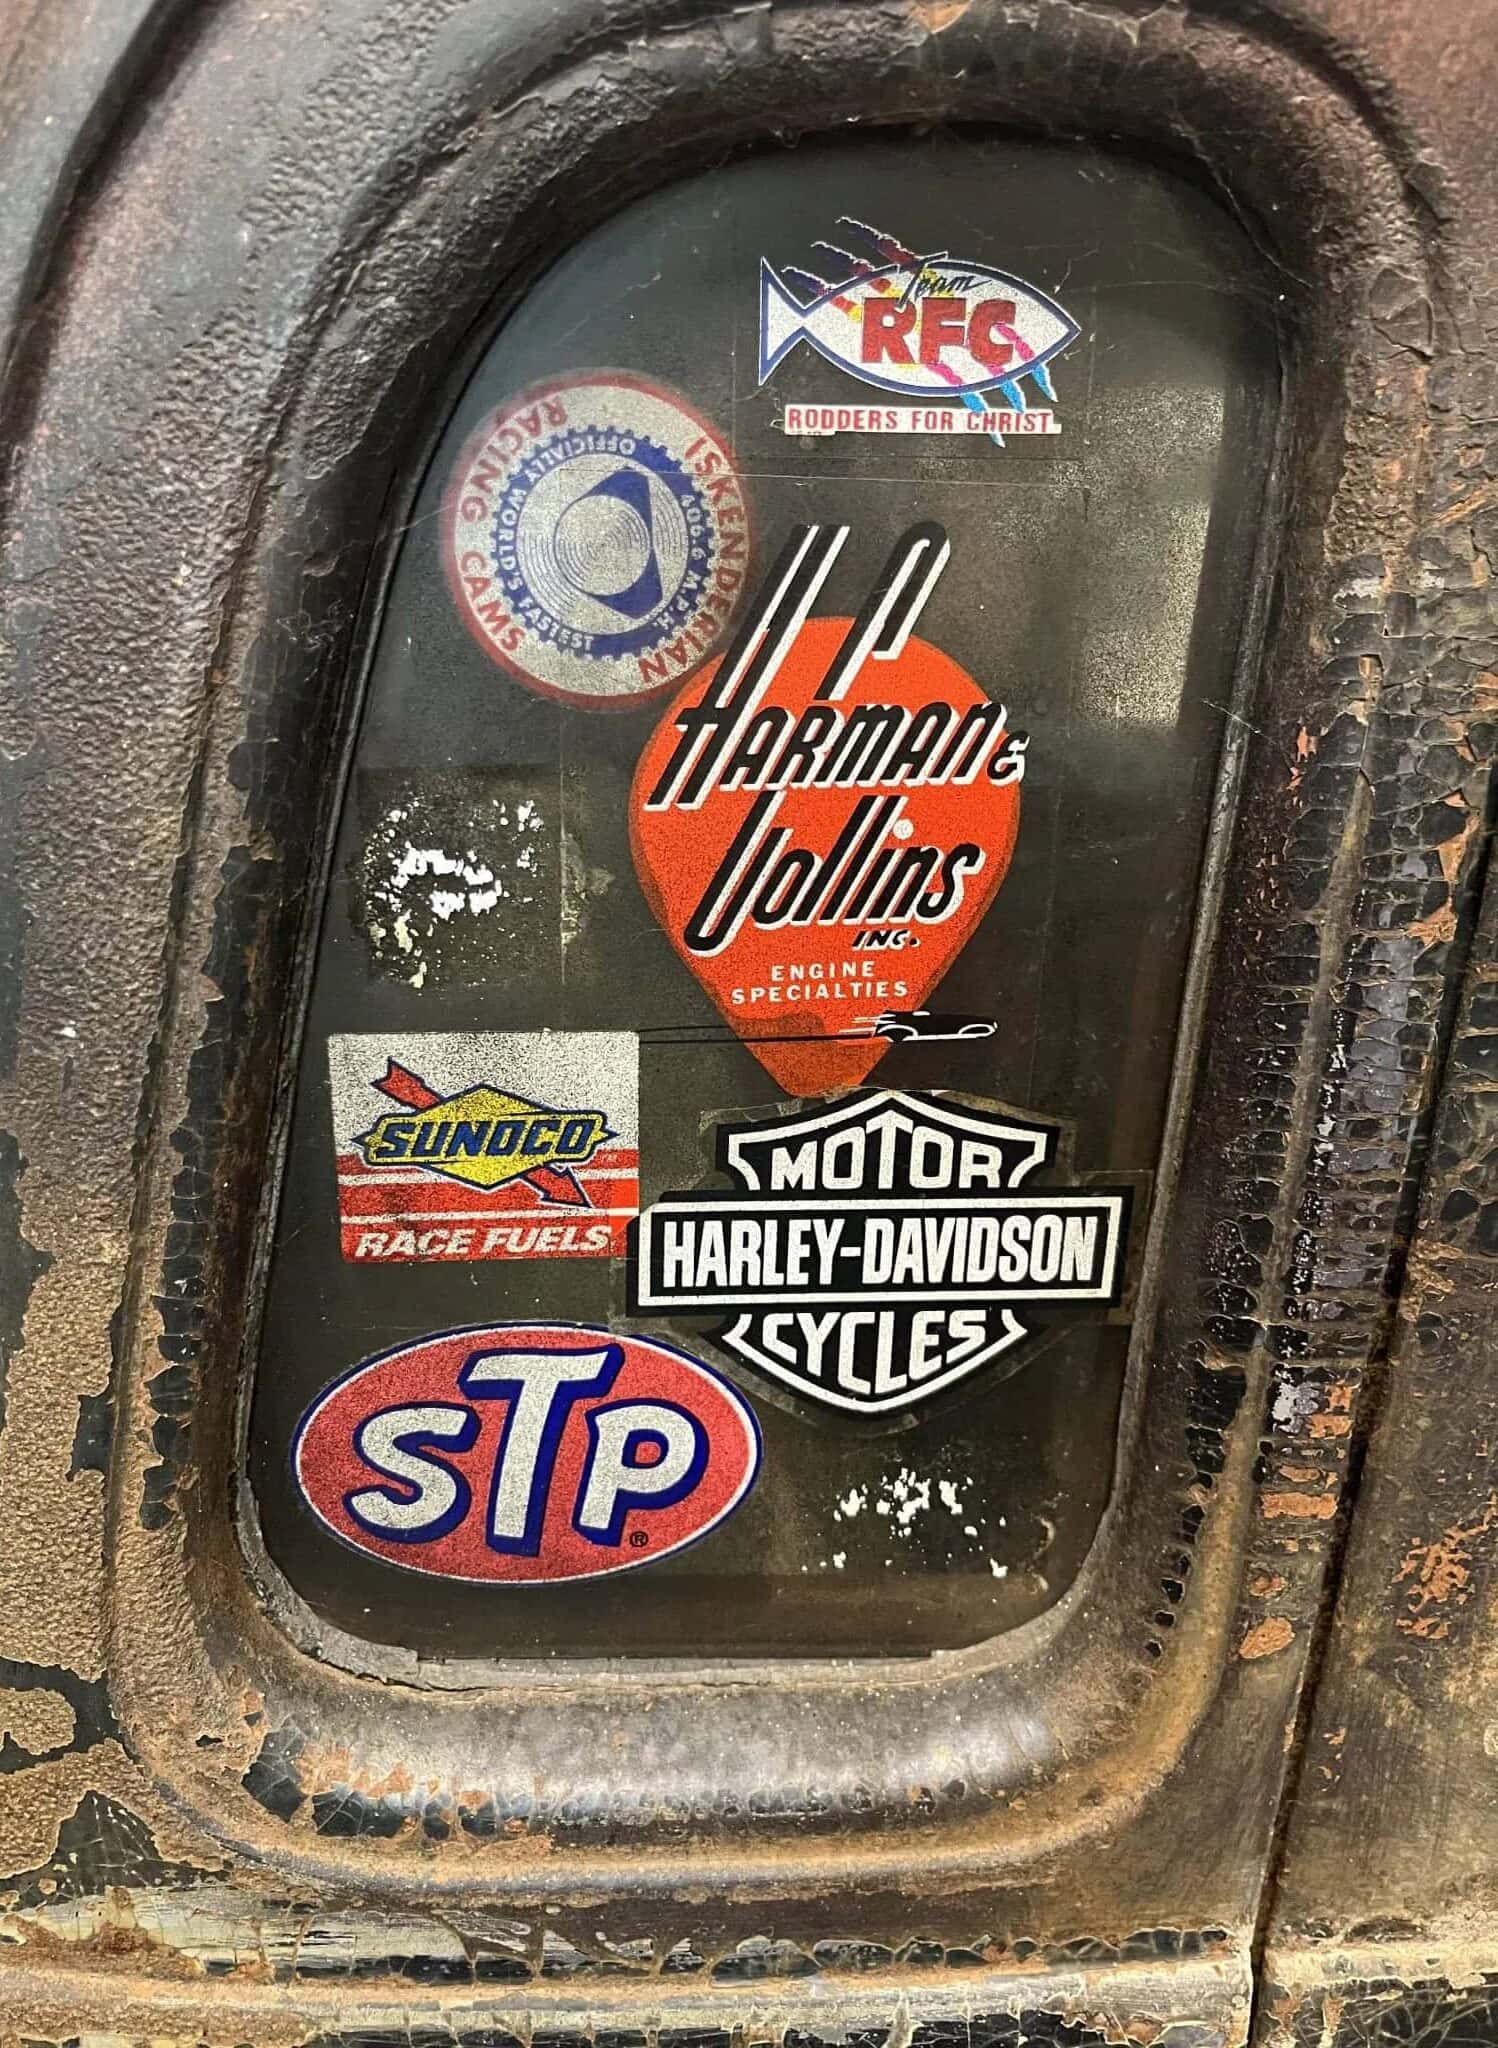 Team
RFC
RODDERS FOR CHRIST
ISKENDERIAN
RACING CAMS
OFFICIALLY WORLD'S FASTEST
406.6 M.P.H.
HARMAN &
Collins
INC.
ENGINE
SPECIALTIES
SUNOCO
RACE FUELS
MOTOR
HARLEY-DAVIDSON
CYCLES
STP
®